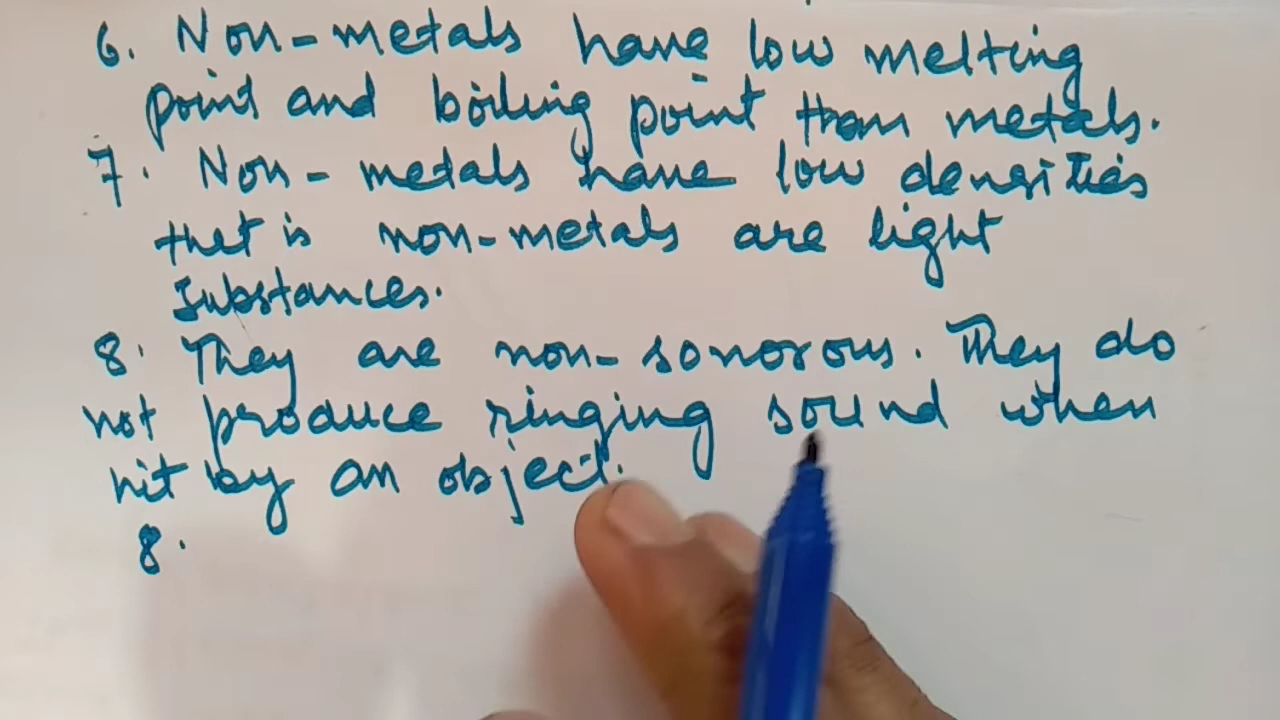 6. Non-metals have low melting
point and boiling point than metals.
7. Non-metals have low densities
that is non-metals are light
substances.
8. They are non-sonorous. They do
not produce ringing sound when
hit by an object.
8.